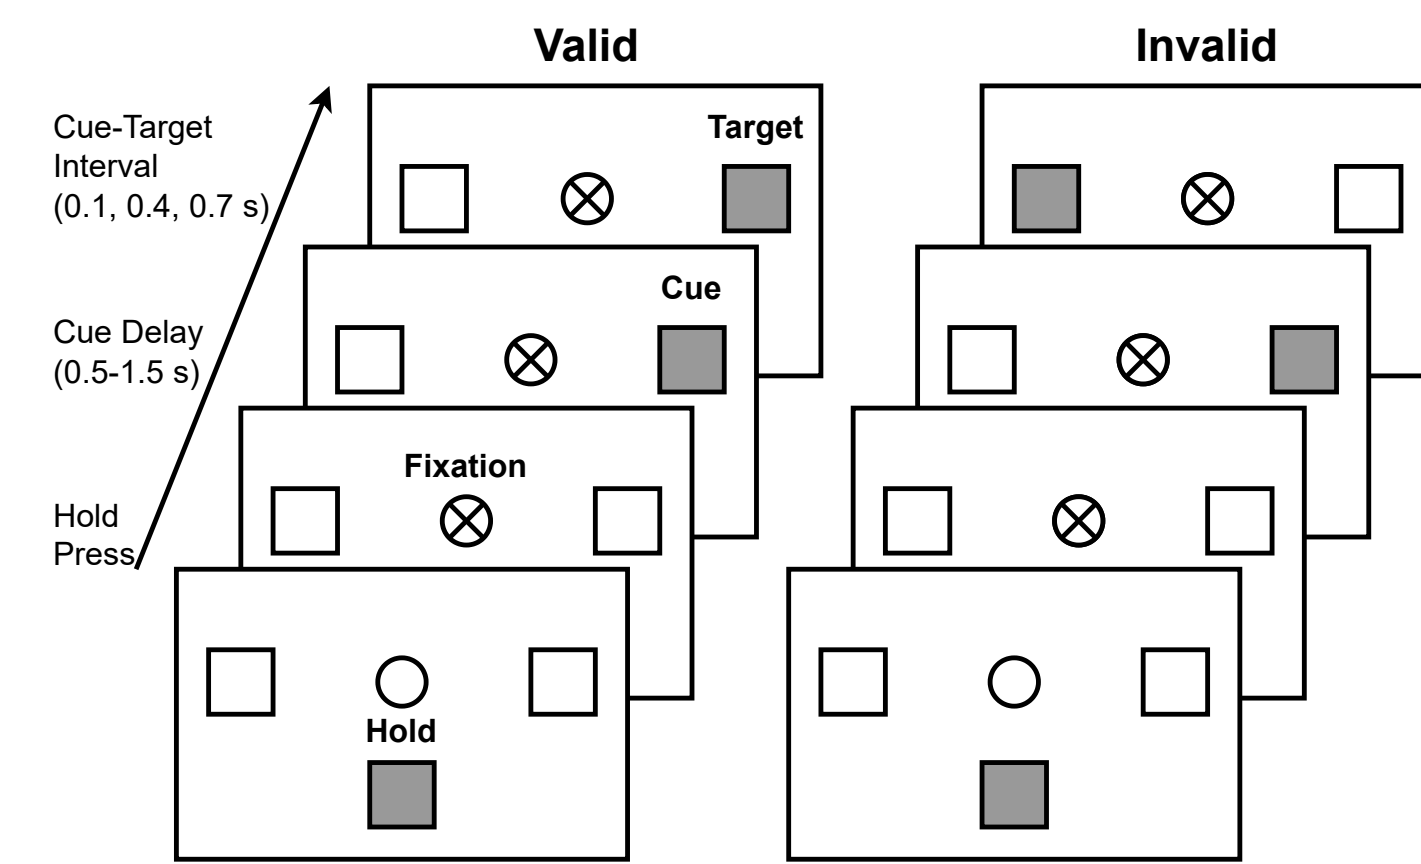 Valid
Invalid
Cue-Target
Interval
(0.1, 0.4, 0.7 s)
Target
Cue
Cue Delay
(0.5-1.5 s)
Fixation
Hold
Press
Hold